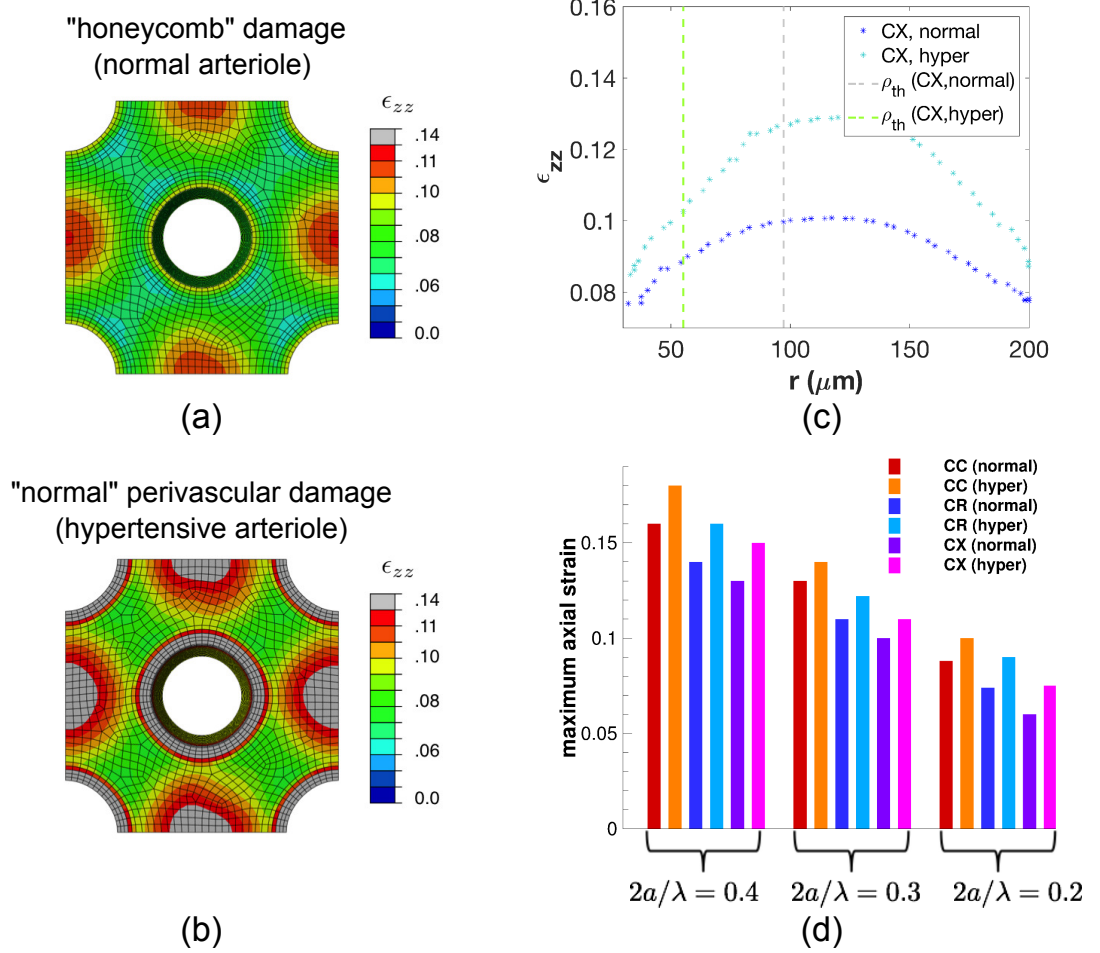 "honeycomb" damage
(normal arteriole)
ϵzz
.14
.11
.10
.08
.06
0.0
(a)
"normal" perivascular damage
(hypertensive arteriole)
ϵzz
.14
.11
.10
.08
.06
0.0
(b)
0.16
0.14
0.12
0.1
0.08
ϵzz
50
100
150
200
r (μm)
CX, normal
CX, hyper
ρth (CX,normal)
ρth (CX,hyper)
(c)
CC (normal)
CC (hyper)
CR (normal)
CR (hyper)
CX (normal)
CX (hyper)
maximum axial strain
0.15
0.1
0.05
0
2a/λ = 0.4
2a/λ = 0.3
2a/λ = 0.2
(d)